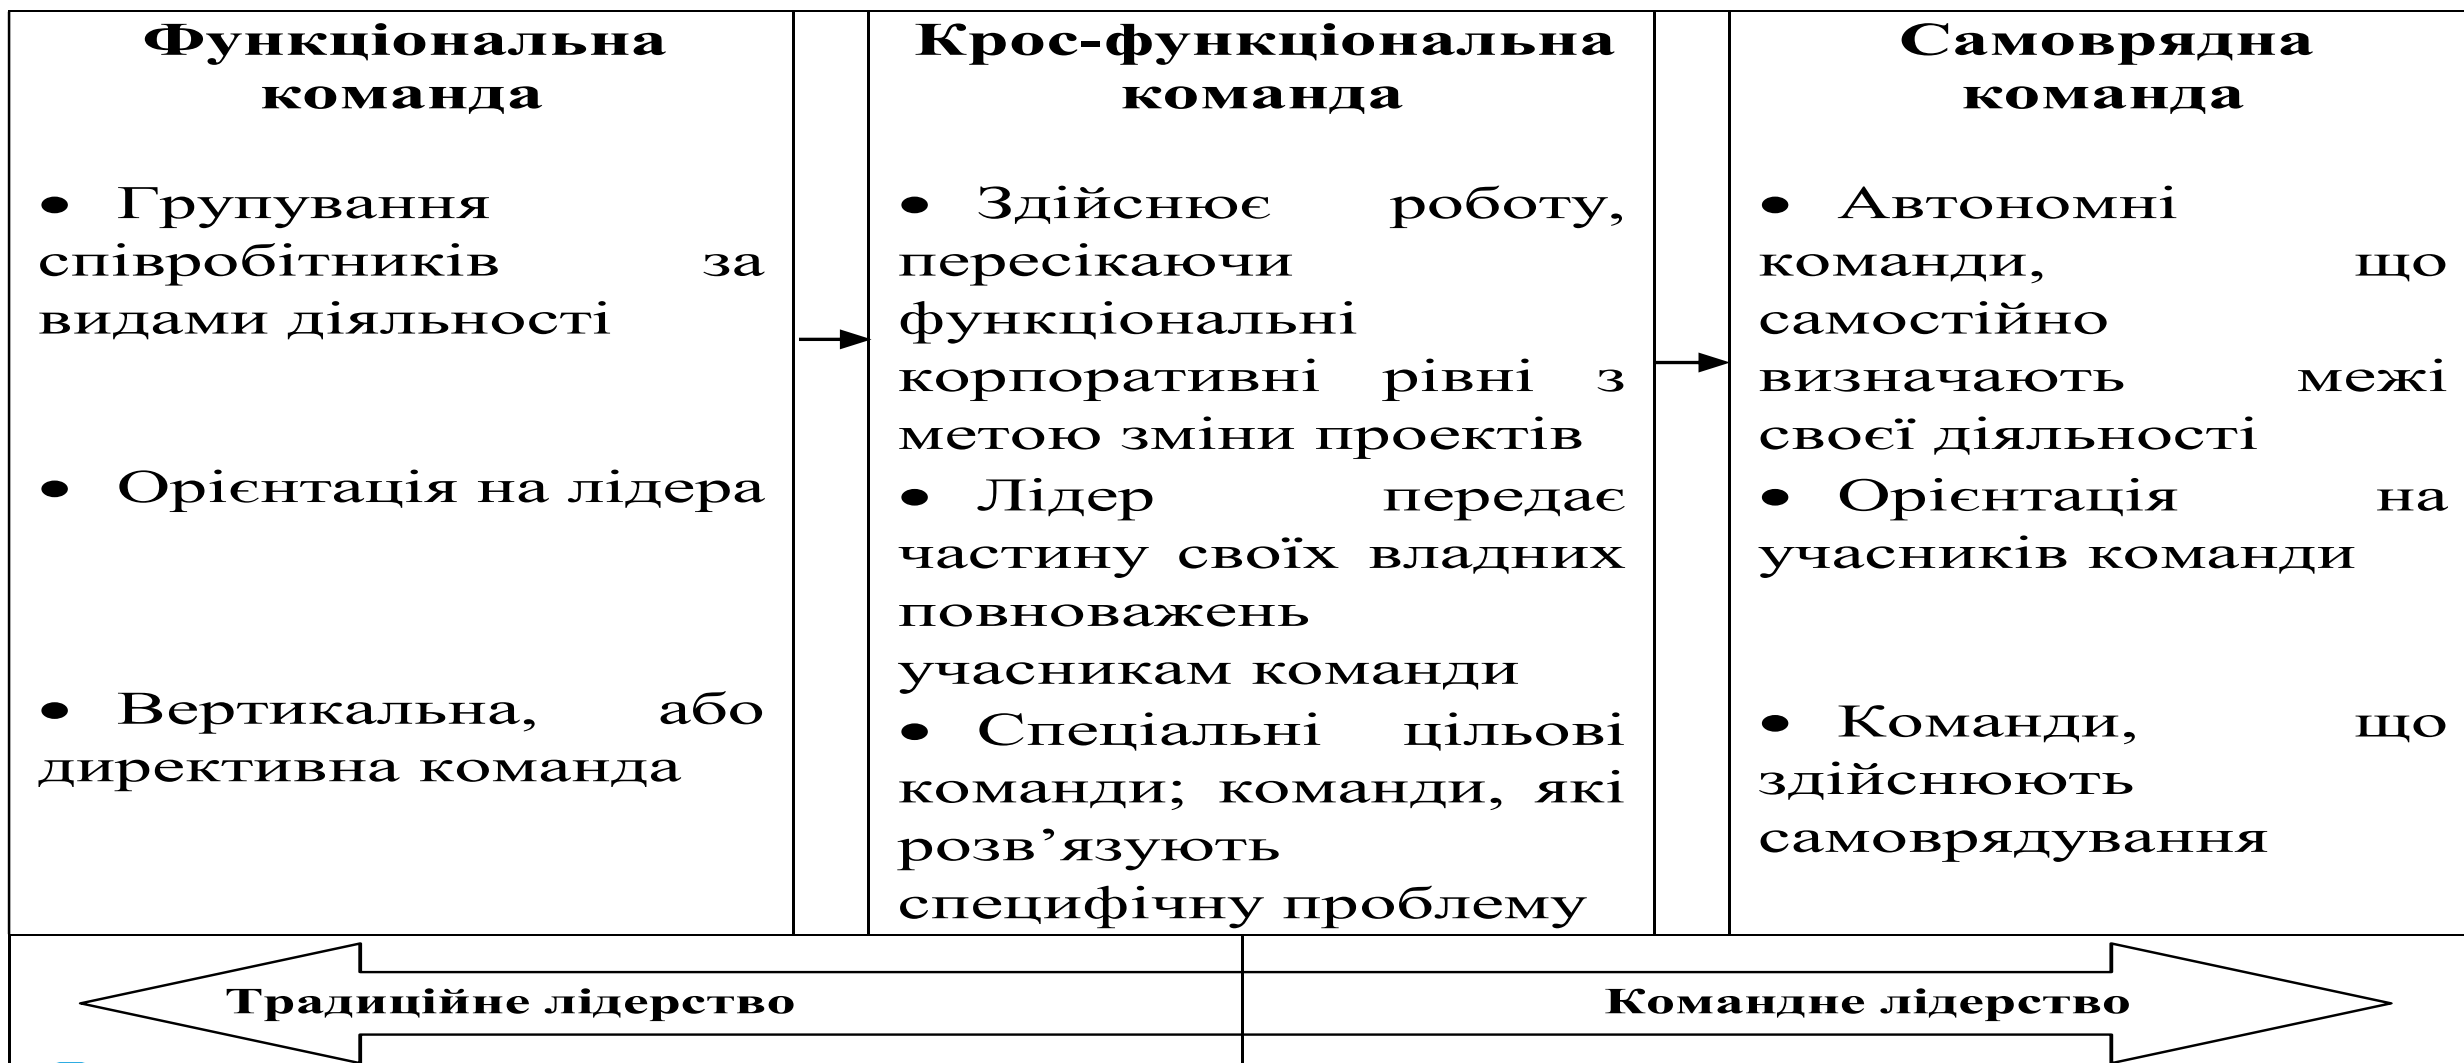 Функціональна
команда
• Групування
співробітників за
видами діяльності
• Орієнтація на лідера
• Вертикальна, або
директивна команда
Крос-функціональна
команда
• Здійснює роботу,
пересікаючи
функціональні
корпоративні рівні з
метою зміни проектів
• Лідер передає
частину своїх владних
повноважень
учасникам команди
• Спеціальні цільові
команди; команди, які
розв’язують
специфічну проблему
Самоврядна
команда
• Автономні
команди, що
самостійно
визначають межі
своєї діяльності
• Орієнтація на
учасників команди
• Команди, що
здійснюють
самоврядування
Традиційне лідерство
Командне лідерство